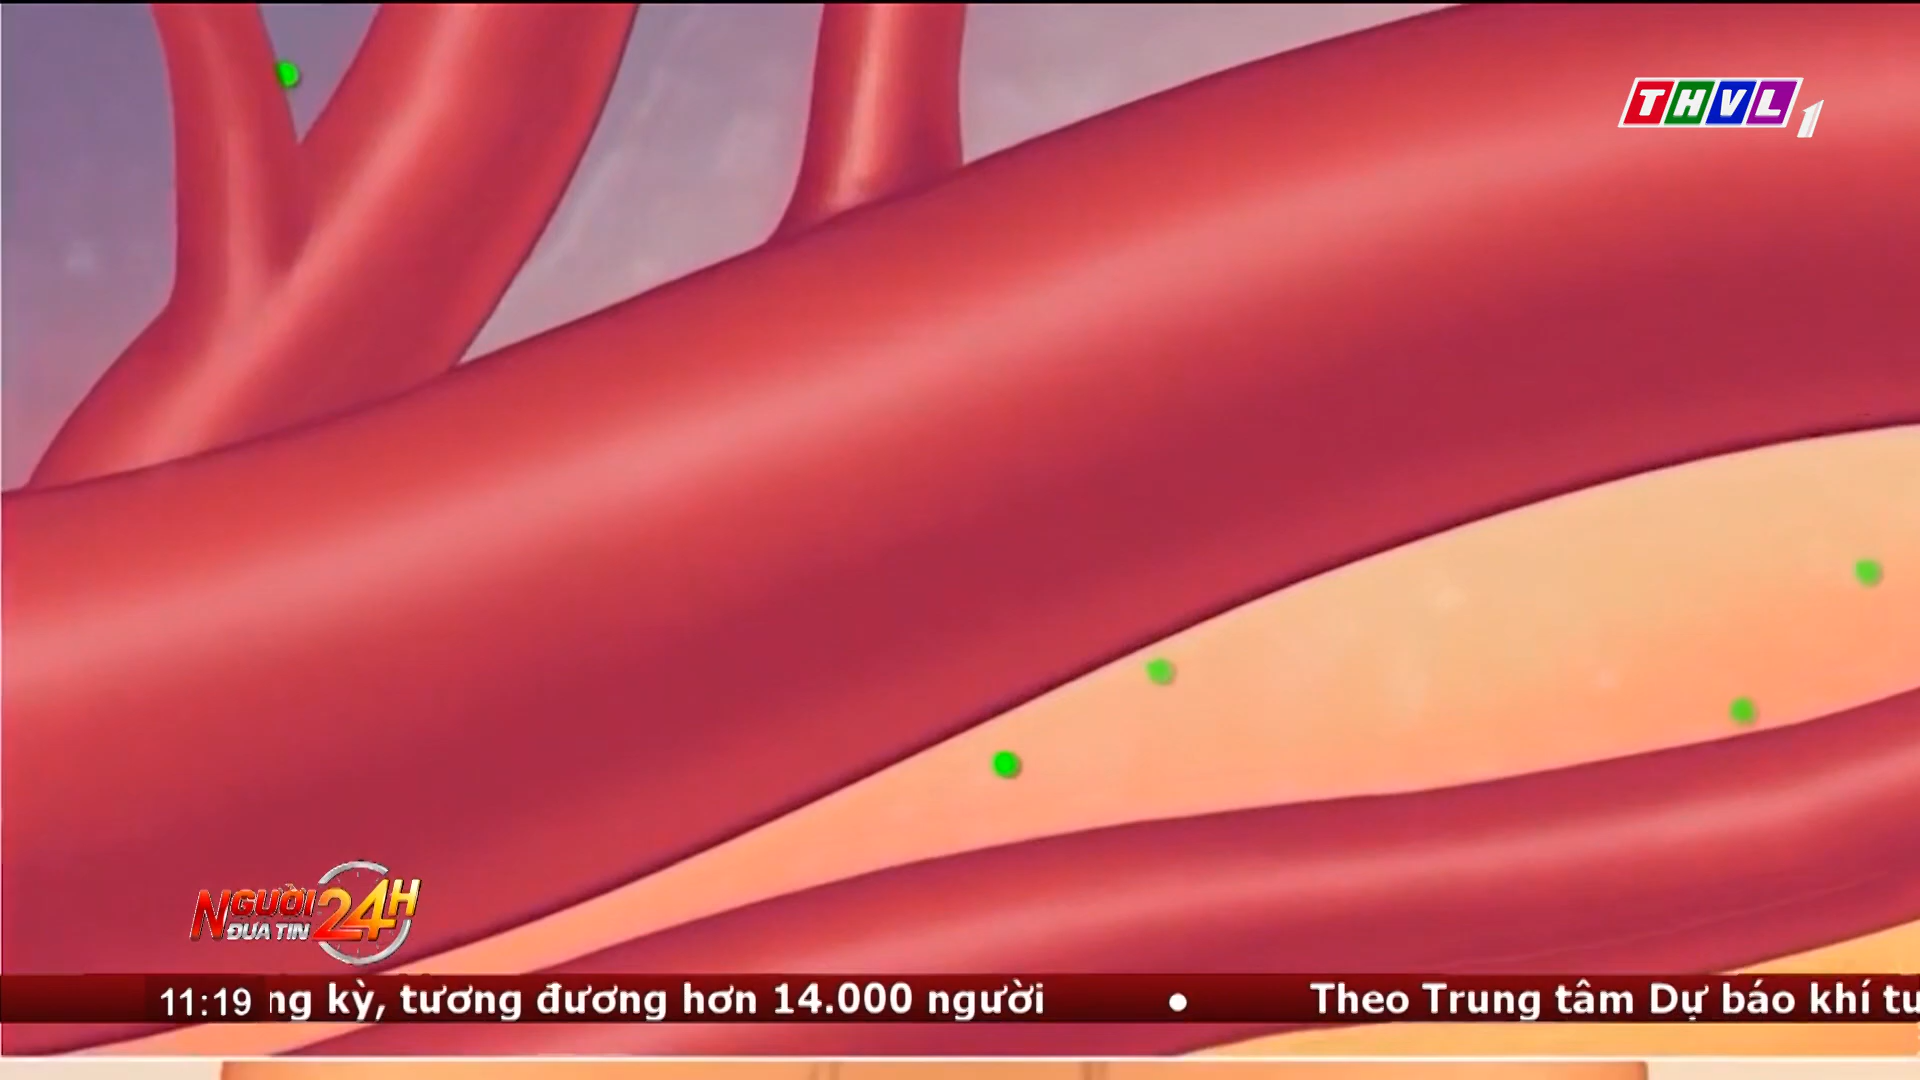 THVL1
NGƯỜI 24H
ĐƯA TIN
11:19 ng kỳ, tương đương hơn 14.000 người • Theo Trung tâm Dự báo khí tư